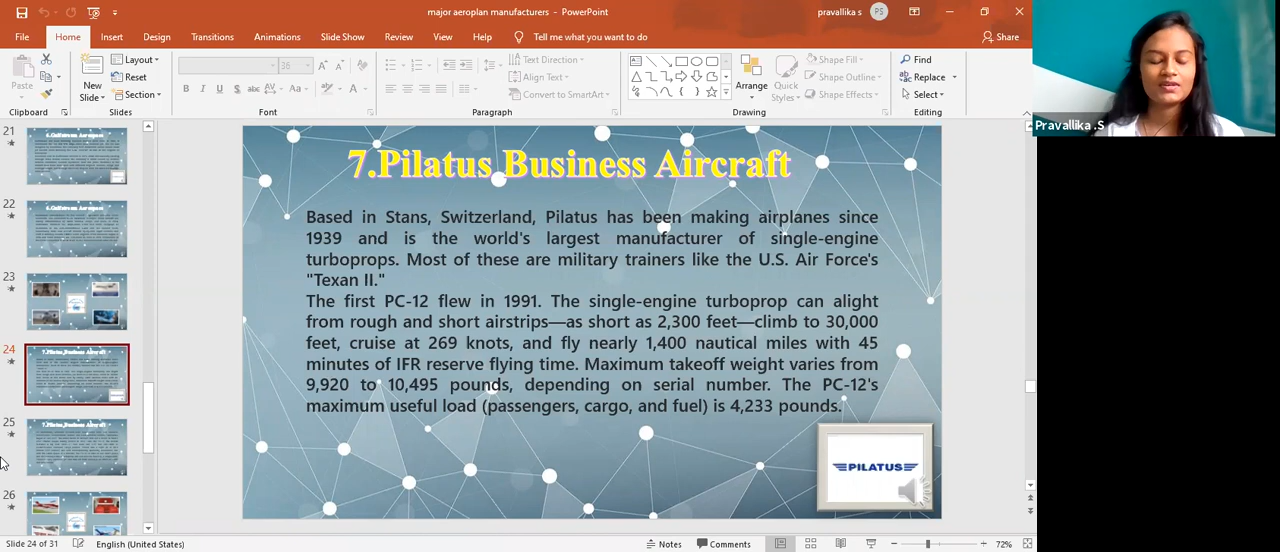 major aeroplan manufacturers - PowerPoint
pravallika s
PS
File
Home
Insert
Design
Transitions
Animations
Slide Show
Review
View
Help
Tell me what you want to do
Share
Paste
Clipboard
New
Slide
Layout
Reset
Section
Slides
36
Font
Text Direction
Align Text
Convert to SmartArt
Paragraph
Arrange
Quick
Styles
Shape Fill
Shape Outline
Shape Effects
Drawing
Find
Replace
Select
Editing
Pravallika .S
21
22
23
24
25
26
7.Pilatus Business Aircraft
Based in Stans, Switzerland, Pilatus has been making airplanes since
1939 and is the world's largest manufacturer of single-engine
turboprops. Most of these are military trainers like the U.S. Air Force's
"Texan II."
The first PC-12 flew in 1991. The single-engine turboprop can alight
from rough and short airstrips—as short as 2,300 feet—climb to 30,000
feet, cruise at 269 knots, and fly nearly 1,400 nautical miles with 45
minutes of IFR reserve flying time. Maximum takeoff weight varies from
9,920 to 10,495 pounds, depending on serial number. The PC-12's
maximum useful load (passengers, cargo, and fuel) is 4,233 pounds.
PILATUS
Slide 24 of 31
English (United States)
Notes
Comments
72%